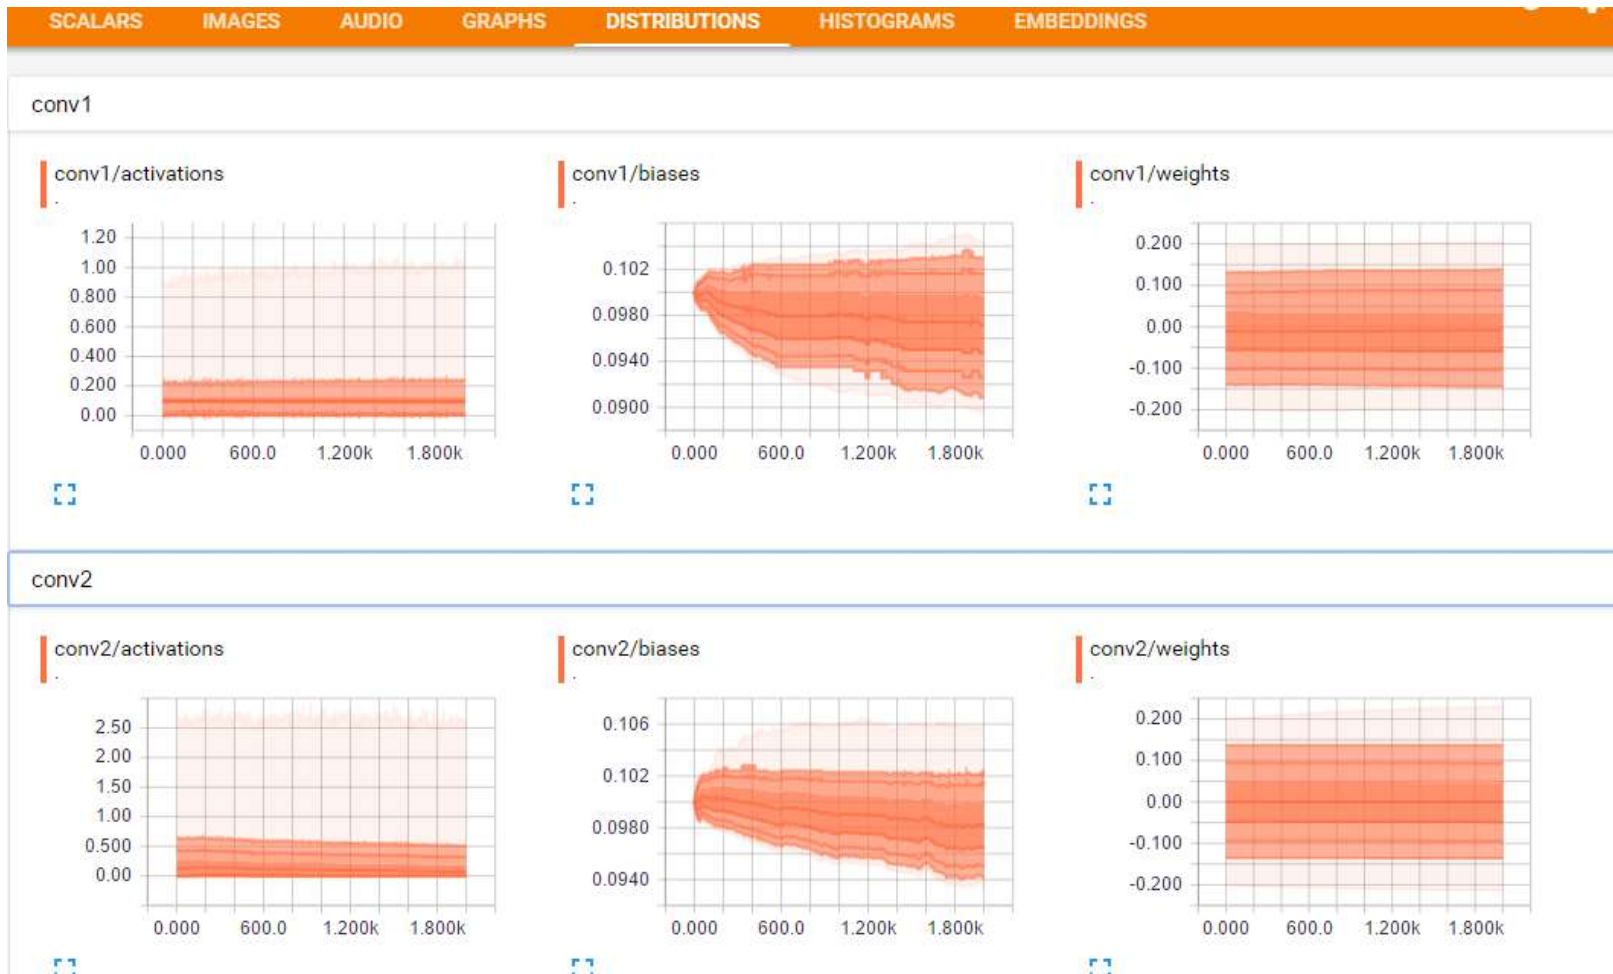 SCALARS IMAGES AUDIO GRAPHS DISTRIBUTIONS HISTOGRAMS EMBEDDINGS
conv1
conv1/activations
.
1.20
1.00
0.800
0.600
0.400
0.200
0.00
0.000 600.0 1.200k 1.800k
conv1/biases
.
0.102
0.0980
0.0940
0.0900
0.000 600.0 1.200k 1.800k
conv1/weights
.
0.200
0.100
0.00
-0.100
-0.200
0.000 600.0 1.200k 1.800k
conv2
conv2/activations
.
2.50
2.00
1.50
1.00
0.500
0.00
0.000 600.0 1.200k 1.800k
conv2/biases
.
0.106
0.102
0.0980
0.0940
0.000 600.0 1.200k 1.800k
conv2/weights
.
0.200
0.100
0.00
-0.100
-0.200
0.000 600.0 1.200k 1.800k